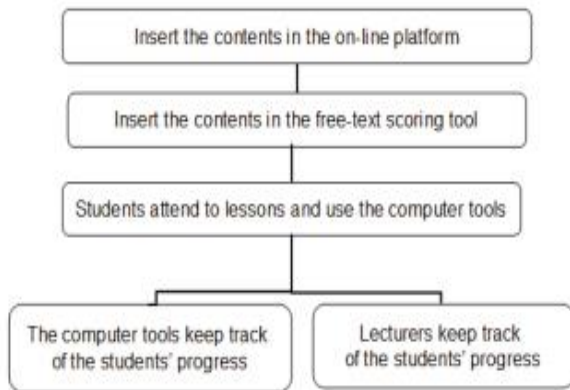 Insert the contents in the on-line platform
Insert the contents in the free-text scoring tool
Students attend to lessons and use the computer tools
The computer tools keep track
of the students' progress
Lecturers keep track
of the students' progress